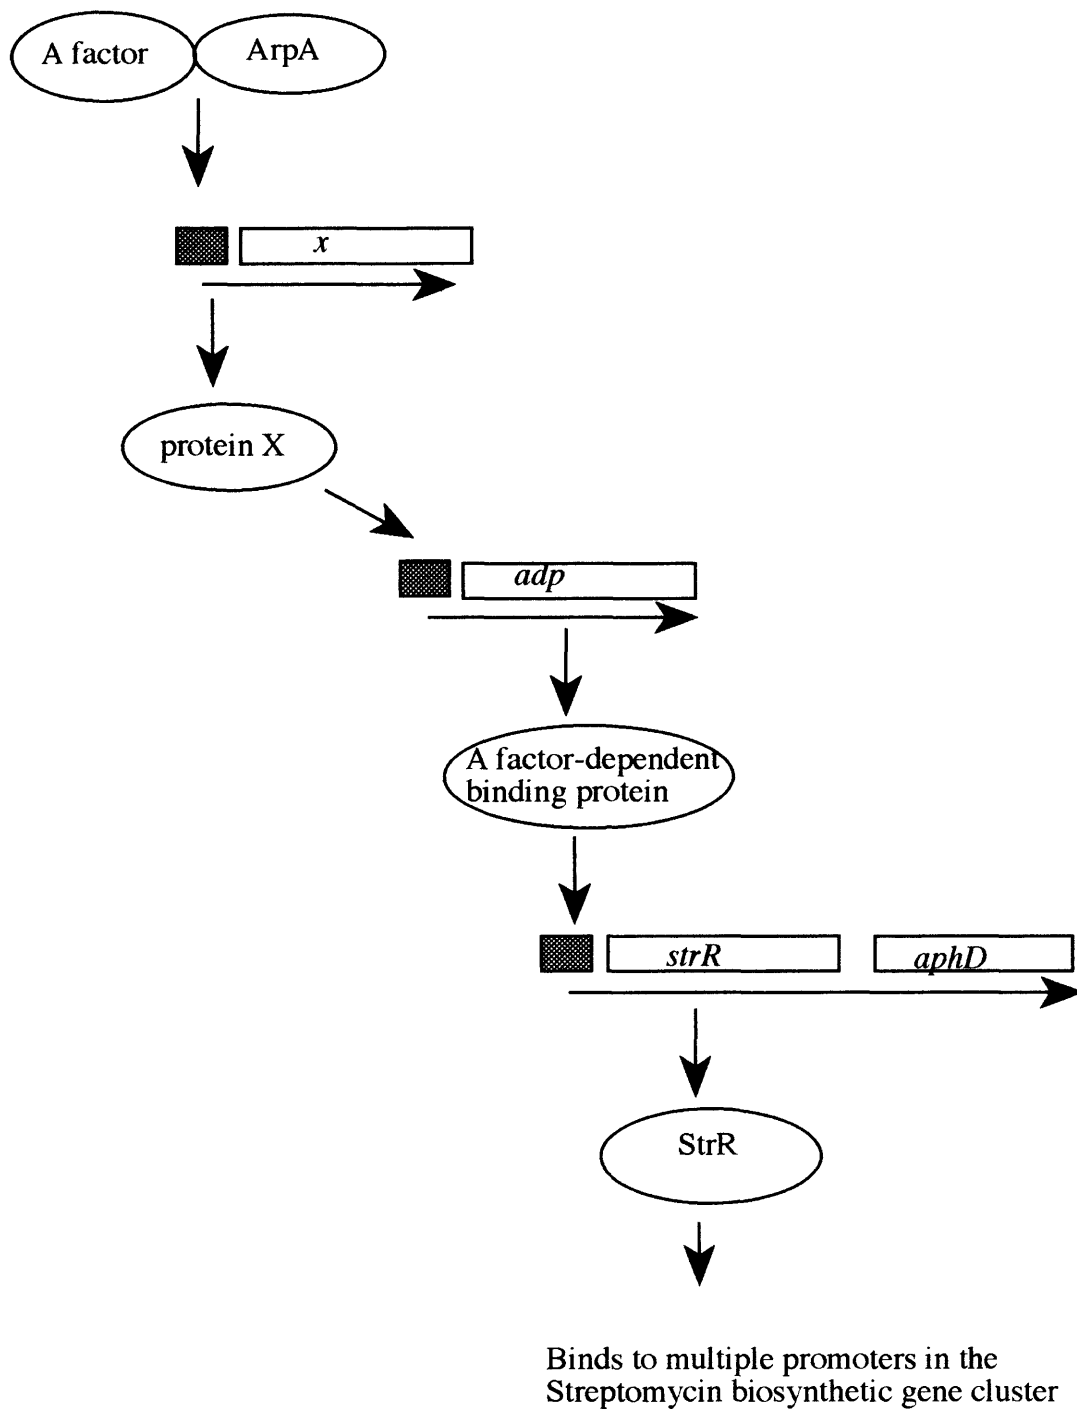 A factor
ArpA
x
protein X
adp
A factor-dependent
binding protein
strR
aphD
StrR
Binds to multiple promoters in the
Streptomycin biosynthetic gene cluster